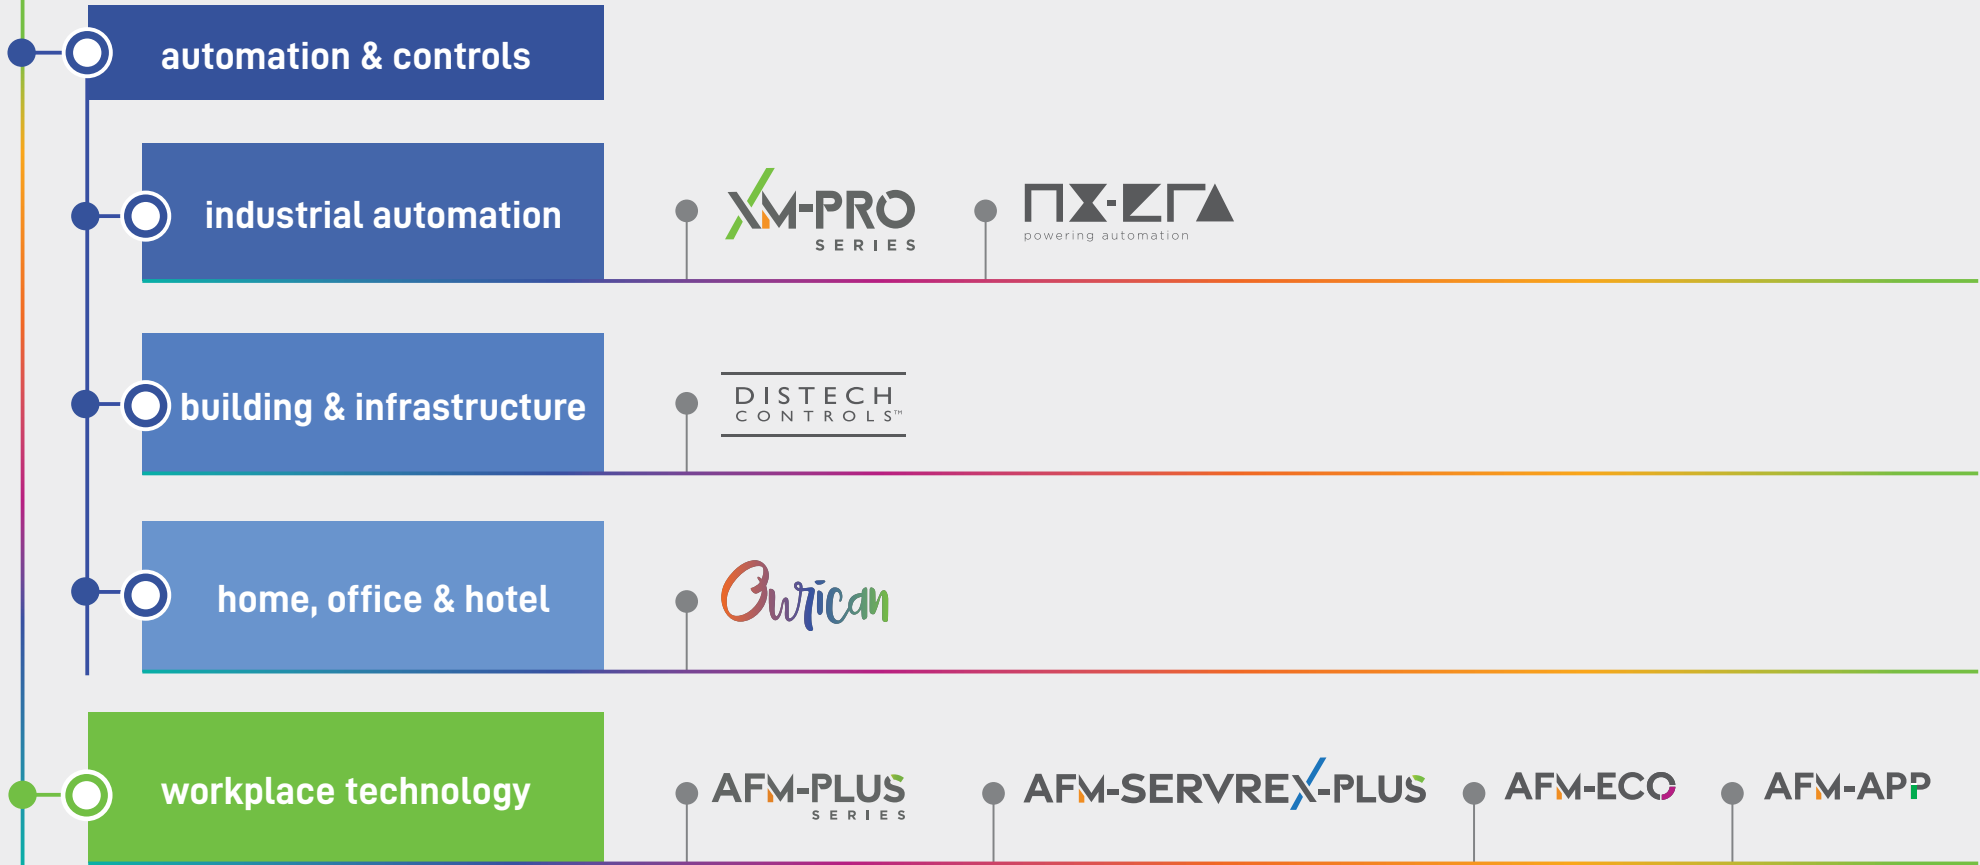 automation & controls
industrial automation
XM-PRO
SERIES
NX-ERA
powering automation
building & infrastructure
DISTECH
CONTROLS™
home, office & hotel
Owrican
workplace technology
AFM-PLUS
SERIES
AFM-SERVREX-PLUS
AFM-ECO
AFM-APP